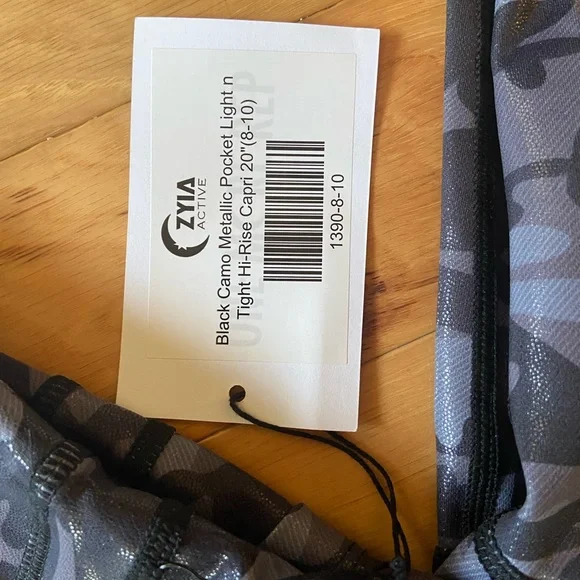 ZYIA
ACTIVE
Black Camo Metallic Pocket Light n
Tight Hi-Rise Capri 20"(8-10)
1390-8-10